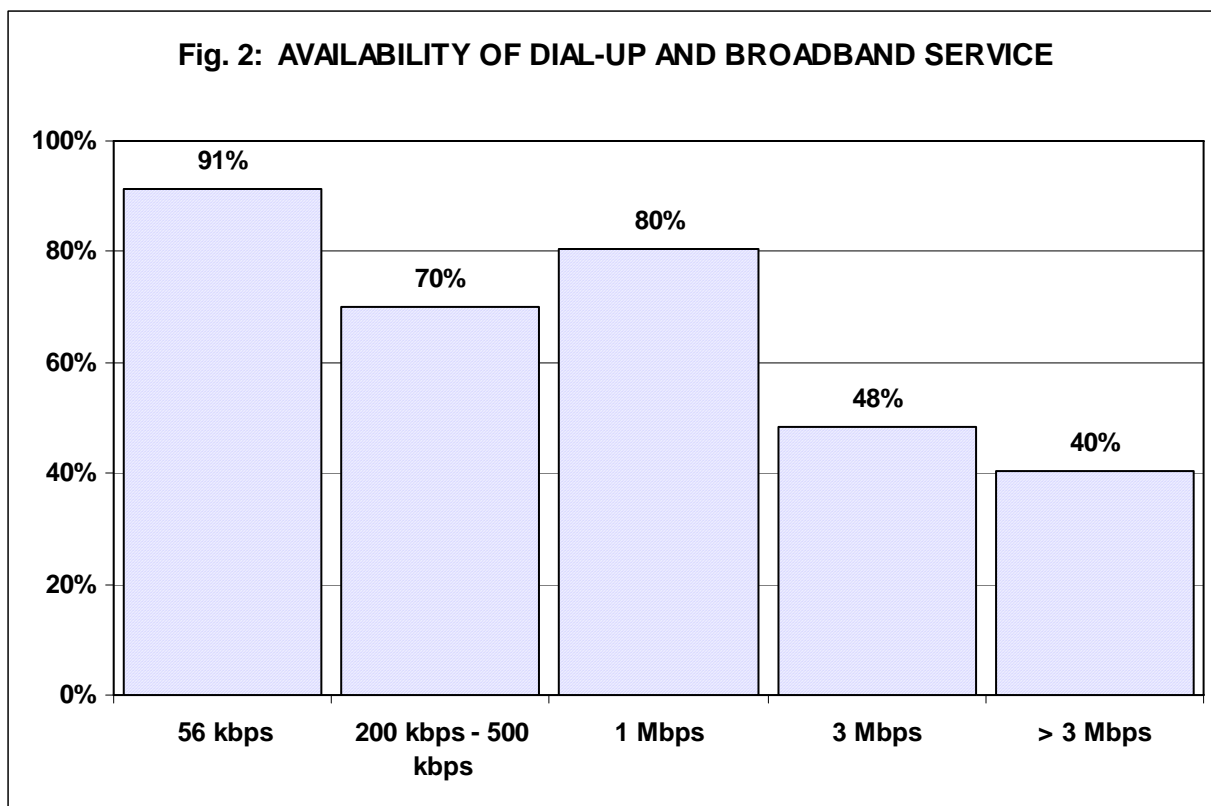 Fig. 2: AVAILABILITY OF DIAL-UP AND BROADBAND SERVICE
100%
91%
80%
80%
70%
60%
48%
40%
40%
20%
0%
56 kbps
200 kbps - 500
kbps
1 Mbps
3 Mbps
> 3 Mbps